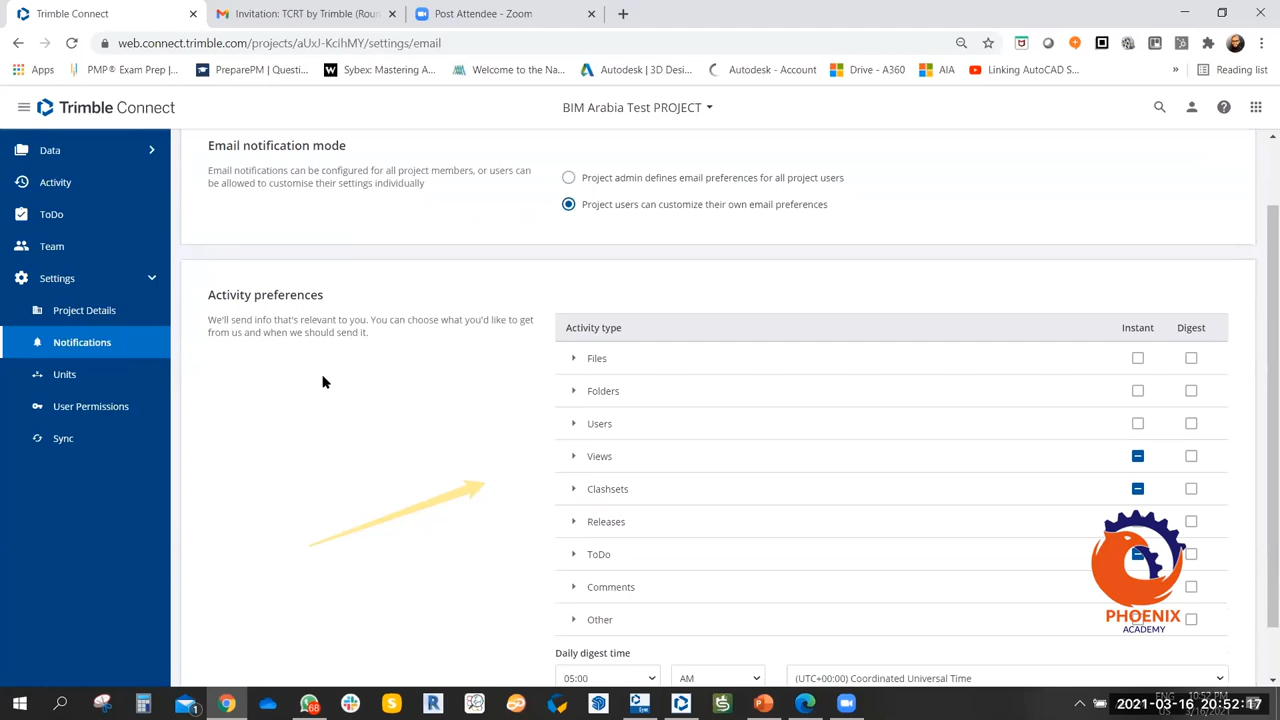 Trimble Connect
Invitation: TCRT by Trimble (Roun
Post Attendee - Zoom
web.connect.trimble.com/projects/aUxJ-KcihMY/settings/email
Apps
PMP® Exam Prep |...
PreparePM | Questi...
Sybex: Mastering A...
Welcome to the Na...
Autodesk | 3D Desi...
Autodesk - Account
Drive - A360
AIA
Linking AutoCAD S...
Reading list
Trimble Connect
BIM Arabia Test PROJECT
Data
Activity
ToDo
Team
Settings
Project Details
Notifications
Units
User Permissions
Sync
Email notification mode
Email notifications can be configured for all project members, or users can
be allowed to customise their settings individually
Project admin defines email preferences for all project users
Project users can customize their own email preferences
Activity preferences
We'll send info that's relevant to you. You can choose what you'd like to get
from us and when we should send it.
Activity type Instant Digest
Files
Folders
Users
Views
Clashsets
Releases
ToDo
Comments
Other
Daily digest time
05:00 AM (UTC+00:00) Coordinated Universal Time
PHOENIX
ACADEMY
68
ENG
10:52 PM
2021-03-16 20:52:17